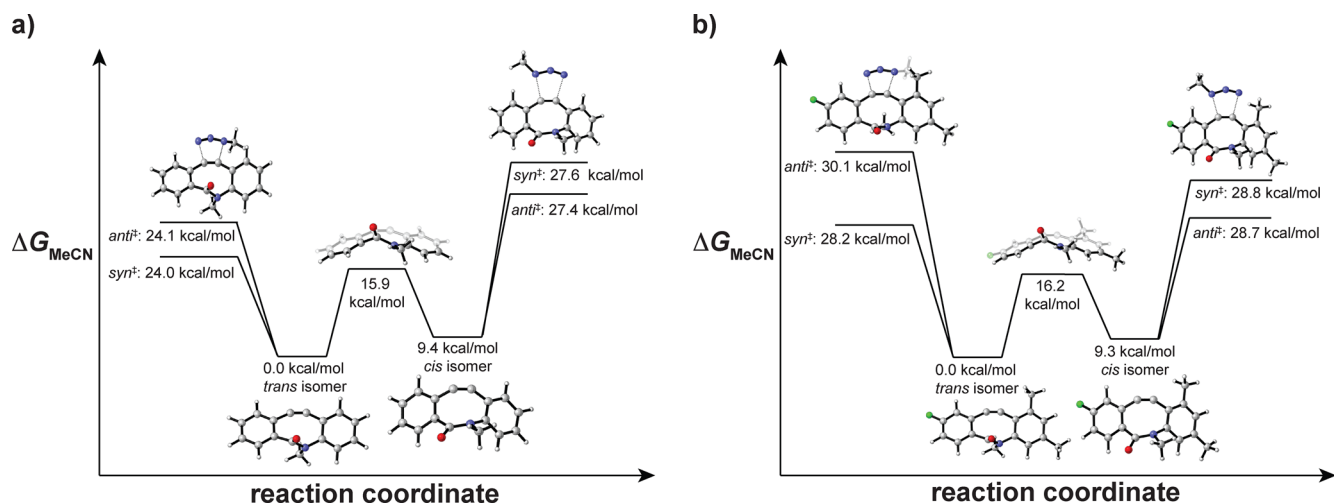 a)
ΔG_MeCN
anti‡: 24.1 kcal/mol
syn‡: 24.0 kcal/mol
0.0 kcal/mol
trans isomer
15.9
kcal/mol
9.4 kcal/mol
cis isomer
syn‡: 27.6 kcal/mol
anti‡: 27.4 kcal/mol
reaction coordinate
b)
ΔG_MeCN
anti‡: 30.1 kcal/mol
syn‡: 28.2 kcal/mol
0.0 kcal/mol
trans isomer
16.2
kcal/mol
9.3 kcal/mol
cis isomer
syn‡: 28.8 kcal/mol
anti‡: 28.7 kcal/mol
reaction coordinate